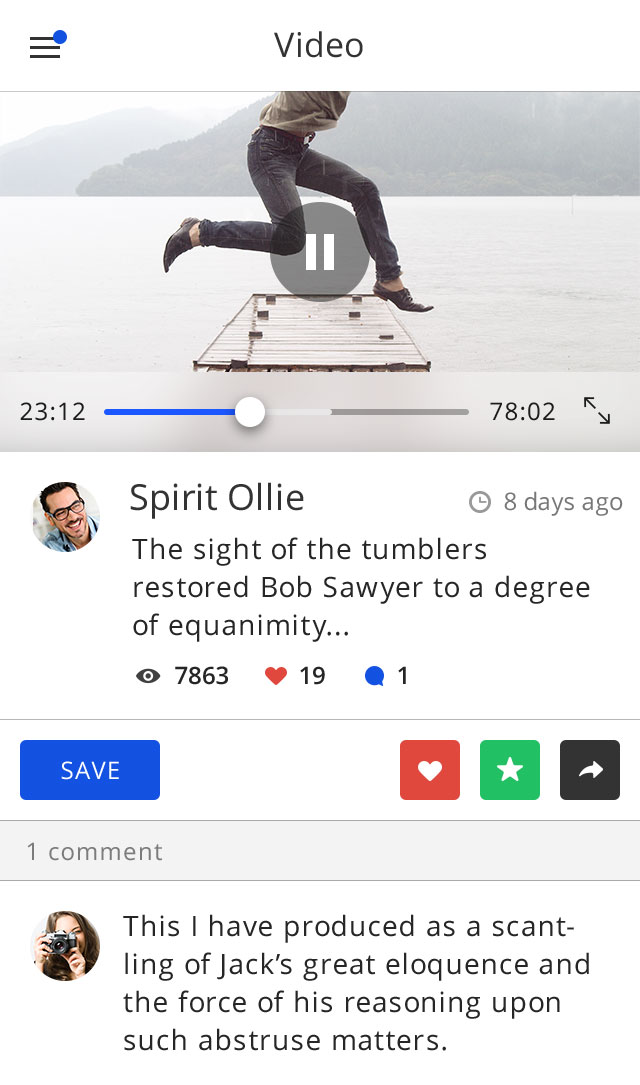 Video
23:12 78:02
Spirit Ollie 8 days ago
The sight of the tumblers
restored Bob Sawyer to a degree
of equanimity...
7863 19 1
SAVE
1 comment
This I have produced as a scant-
ling of Jack’s great eloquence and
the force of his reasoning upon
such abstruse matters.